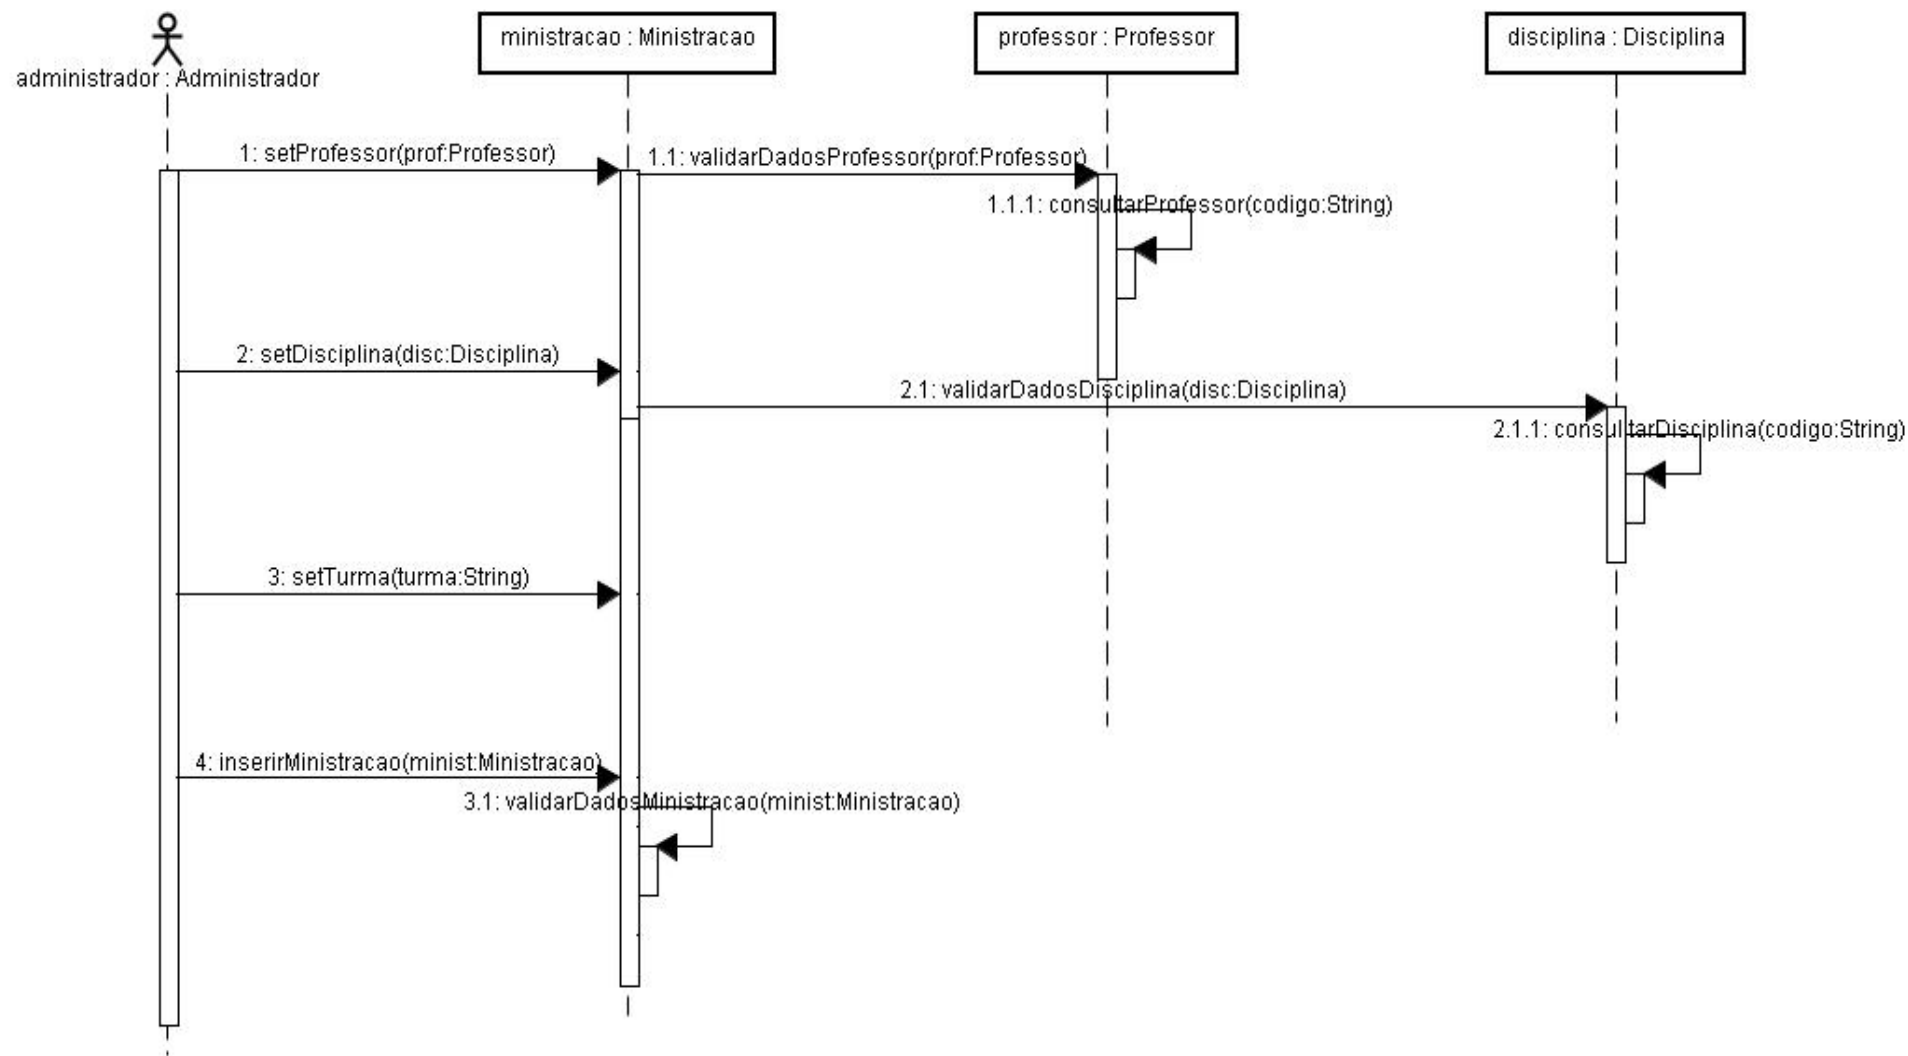 administrador : Administrador
ministracao : Ministracao
professor : Professor
disciplina : Disciplina
1: setProfessor(prof:Professor)
1.1: validarDadosProfessor(prof:Professor)
1.1.1: consultarProfessor(codigo:String)
2: setDisciplina(disc:Disciplina)
2.1: validarDadosDisciplina(disc:Disciplina)
2.1.1: consultarDisciplina(codigo:String)
3: setTurma(turma:String)
4: inserirMinistracao(minist:Ministracao)
3.1: validarDadosMinistracao(minist:Ministracao)